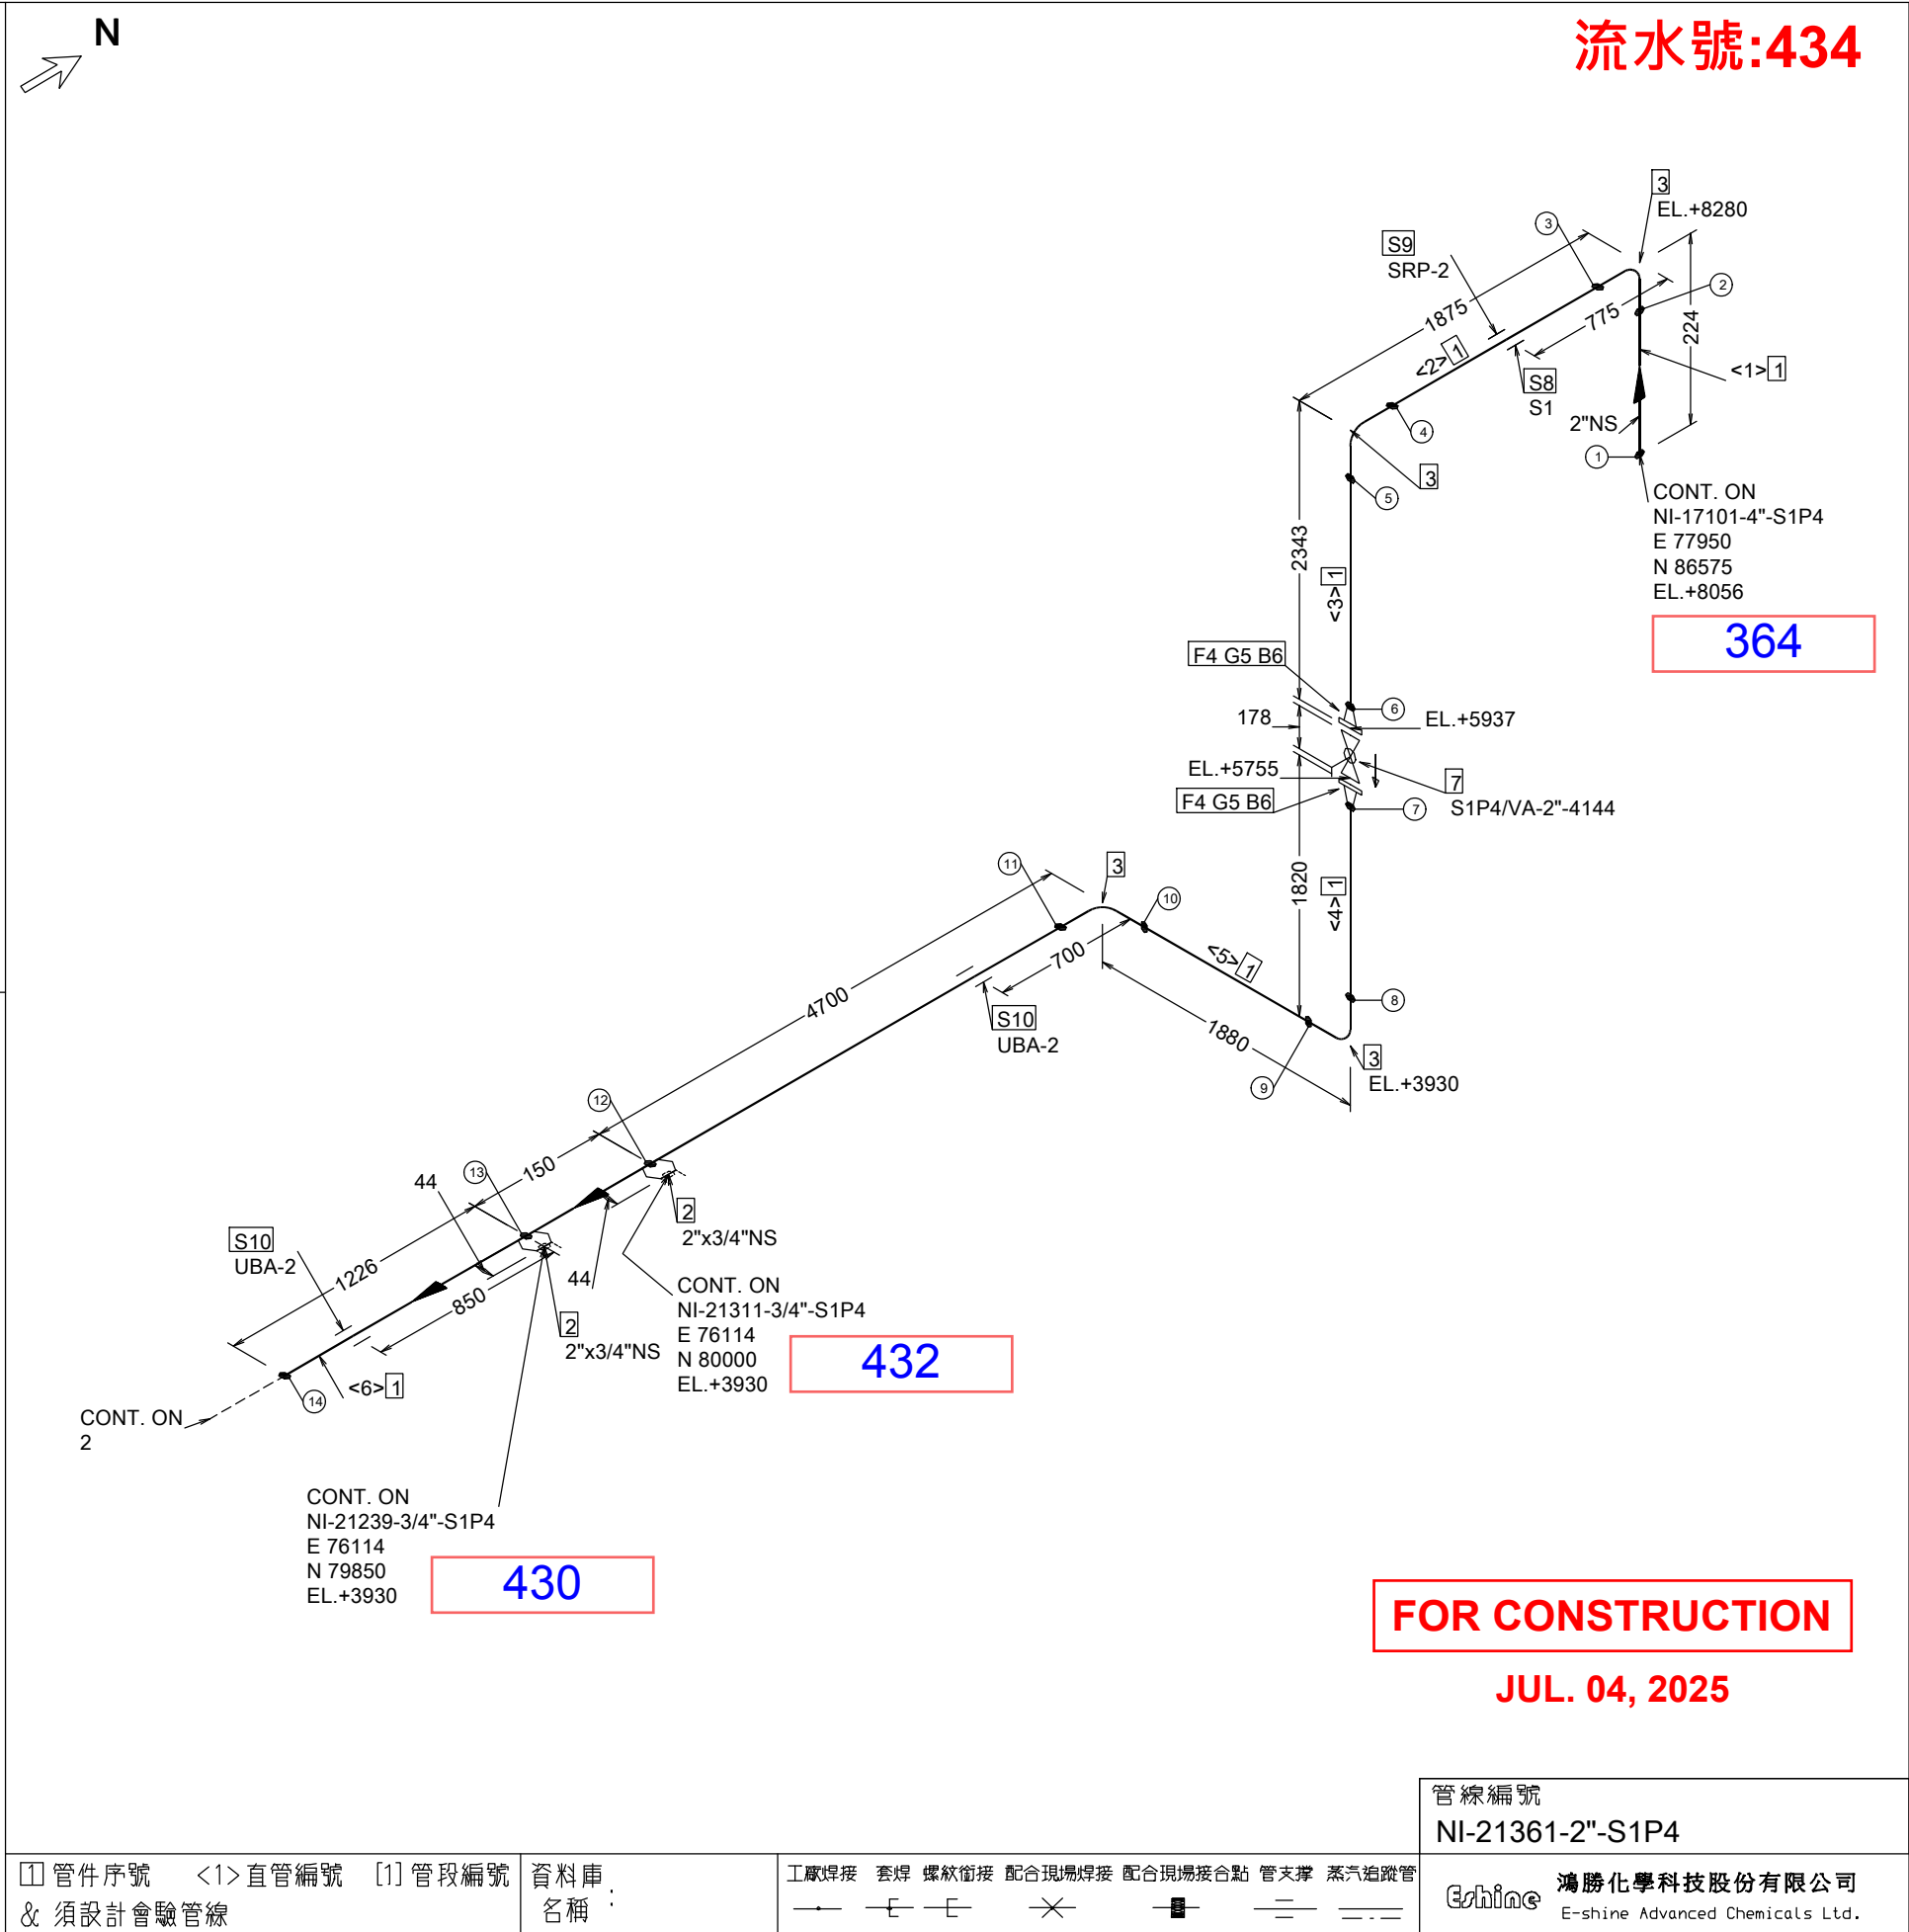 N
流水號:434
3
EL.+8280
3
S9
SRP-2
2
1875
775
224
<2>1
<1>1
S8
S1
2"NS
4
1
3
5
CONT. ON
NI-17101-4"-S1P4
E 77950
N 86575
EL.+8056
364
2343
<3>1
F4 G5 B6
6
178
EL.+5937
EL.+5755
7
S1P4/VA-2"-4144
F4 G5 B6
7
11
3
10
1820
<4>1
700
<5>1
4700
8
S10
UBA-2
1880
3
EL.+3930
9
12
150
13
44
2
2"x3/4"NS
S10
UBA-2
1226
850
44
CONT. ON
NI-21311-3/4"-S1P4
E 76114
N 80000
EL.+3930
432
2
2"x3/4"NS
<6>1
14
CONT. ON
2
CONT. ON
NI-21239-3/4"-S1P4
E 76114
N 79850
EL.+3930
430
FOR CONSTRUCTION
JUL. 04, 2025
管線編號
NI-21361-2"-S1P4
1 管件序號 <1>直管編號 [1] 管段編號
& 須設計會驗管線
資料庫
名稱 :
工廠焊接 套焊 螺紋銜接 配合現場焊接 配合現場接合點 管支撐 蒸汽追蹤管
Eshine 鴻勝化學科技股份有限公司
E-shine Advanced Chemicals Ltd.